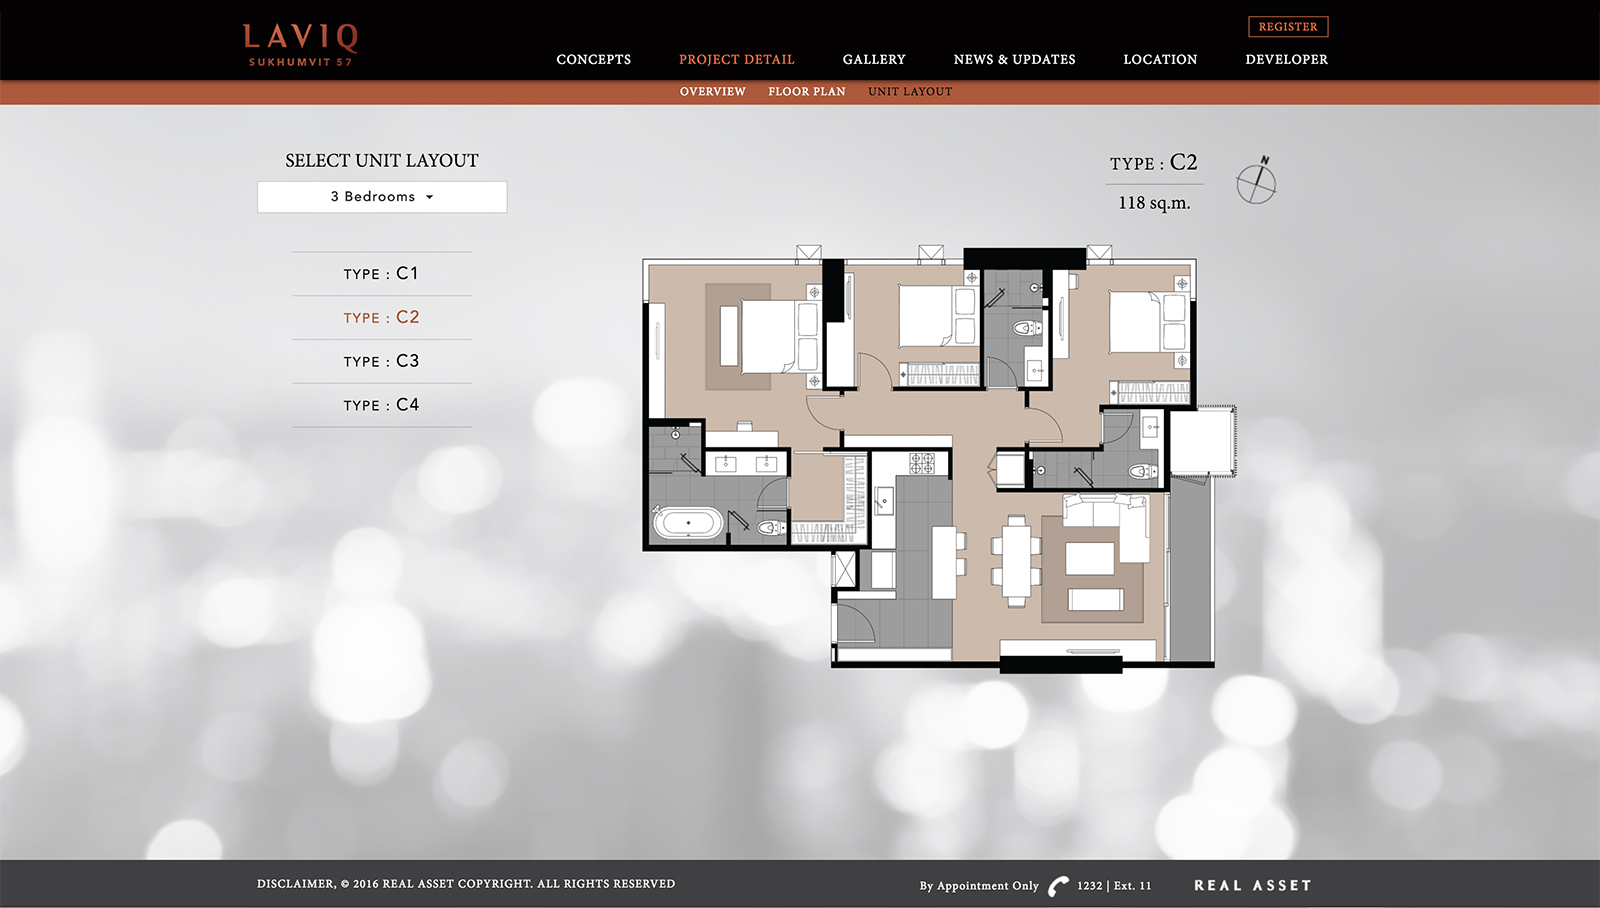 LAVIQ
SUKHUMVIT 57
REGISTER
CONCEPTS PROJECT DETAIL GALLERY NEWS & UPDATES LOCATION DEVELOPER
OVERVIEW FLOOR PLAN UNIT LAYOUT
SELECT UNIT LAYOUT
3 Bedrooms
TYPE : C1
TYPE : C2
TYPE : C3
TYPE : C4
TYPE : C2
118 sq.m.
N
DISCLAIMER, © 2016 REAL ASSET COPYRIGHT. ALL RIGHTS RESERVED
By Appointment Only 1232 | Ext. 11
REAL ASSET